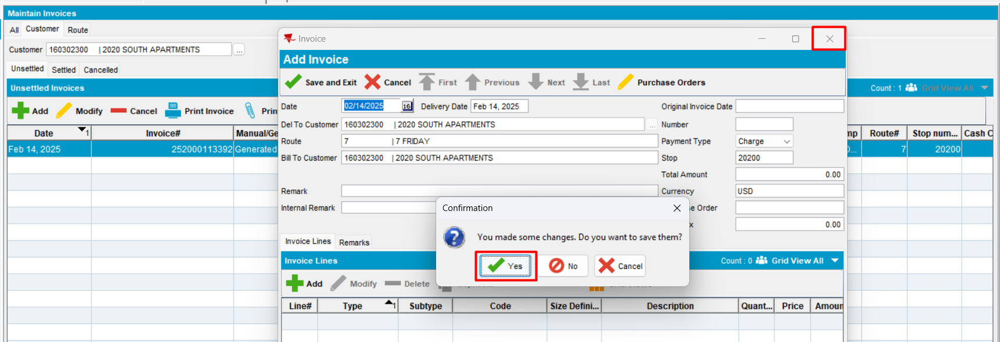 Maintain Invoices
All Customer Route
Customer 160302300 | 2020 SOUTH APARTMENTS ...
Unsettled Settled Cancelled
Unsettled Invoices
Count : 1 Grid View All
Add Modify Cancel Print Invoice Prin
Date 1 Invoice# Manual/Ge
mp Route# Stop num... Cash C
Feb 14, 2025 252000113392 Generated
0... 7 20200
Invoice
Add Invoice
Save and Exit Cancel First Previous Next Last Purchase Orders
Date 02/14/2025 16 Delivery Date Feb 14, 2025 Original Invoice Date
Del To Customer 160302300 | 2020 SOUTH APARTMENTS ... Number
Route 7 | 7 FRIDAY Payment Type Charge
Bill To Customer 160302300 | 2020 SOUTH APARTMENTS Stop 20200
Total Amount 0.00
Remark Currency USD
Internal Remark se Order
x 0.00
Confirmation
You made some changes. Do you want to save them?
Yes No Cancel
Invoice Lines Remarks
Invoice Lines Count : 0 Grid View All
Add Modify Delete
Line# Type 1 Subtype Code Size Defini... Description Quant... Price Amoun